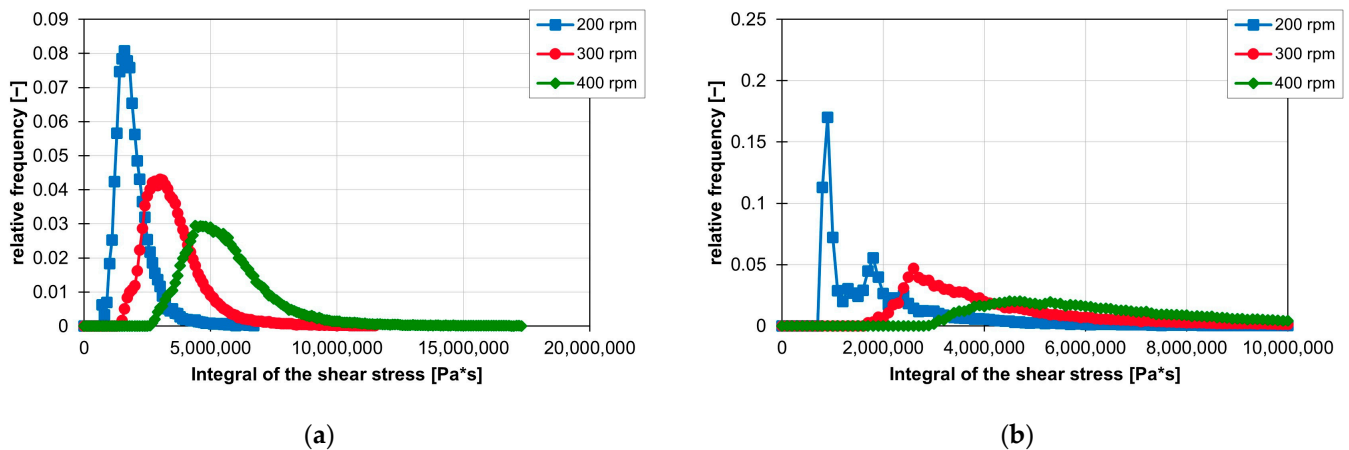 0.09
0.08
0.07
0.06
0.05
0.04
0.03
0.02
0.01
0
relative frequency [−]
0 5,000,000 10,000,000 15,000,000 20,000,000
Integral of the shear stress [Pa*s]
200 rpm
300 rpm
400 rpm
(a)
0.25
0.2
0.15
0.1
0.05
0
relative frequency [−]
0 2,000,000 4,000,000 6,000,000 8,000,000 10,000,000
Integral of the shear stress [Pa*s]
200 rpm
300 rpm
400 rpm
(b)